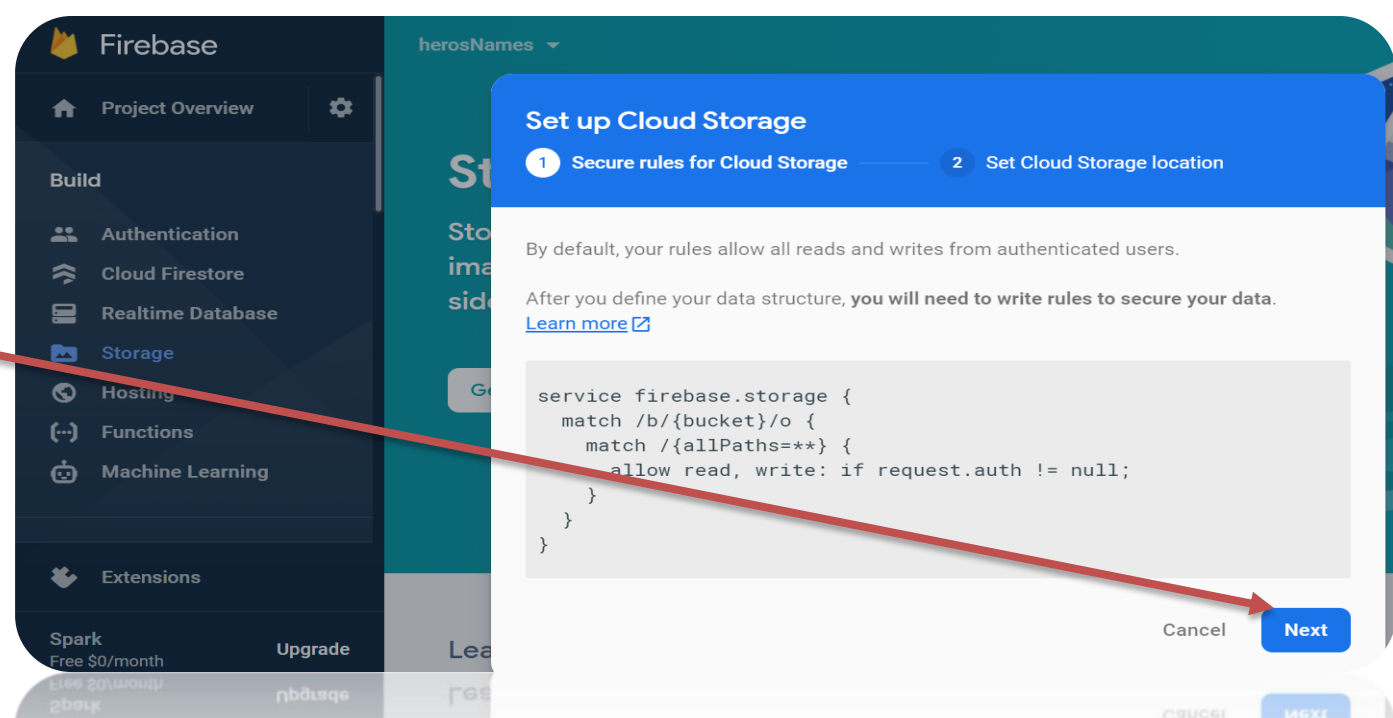 Firebase
Project Overview
Build
Authentication
Cloud Firestore
Realtime Database
Storage
Hosting
Functions
Machine Learning
Extensions
Spark
Free $0/month
Upgrade
herosNames
Set up Cloud Storage
1 Secure rules for Cloud Storage
2 Set Cloud Storage location
By default, your rules allow all reads and writes from authenticated users.
After you define your data structure, you will need to write rules to secure your data.
Learn more
service firebase.storage {
match /b/{bucket}/o {
match /{allPaths=**} {
allow read, write: if request.auth != null;
}
}
}
Cancel
Next